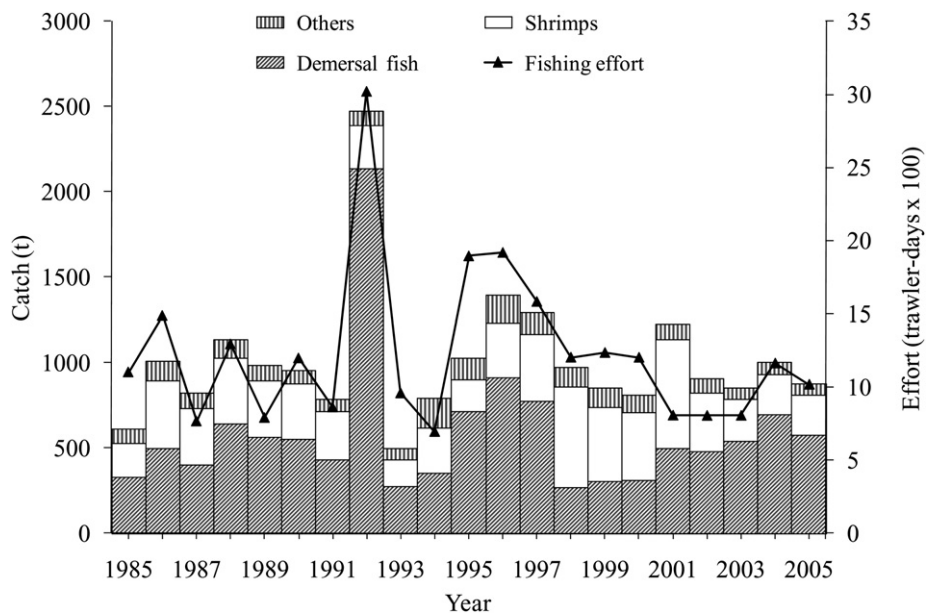 3000
2500
2000
1500
1000
500
0
Catch (t)
Others
Shrimps
Demersal fish
Fishing effort
35
30
25
20
15
10
5
0
Effort (trawler-days x 100)
1985 1987 1989 1991 1993 1995 1997 1999 2001 2003 2005
Year